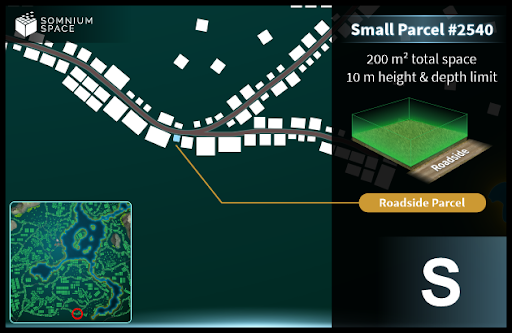 SOMNIUM
SPACE
Small Parcel #2540
200 m² total space
10 m height & depth limit
Roadside
Roadside Parcel
S